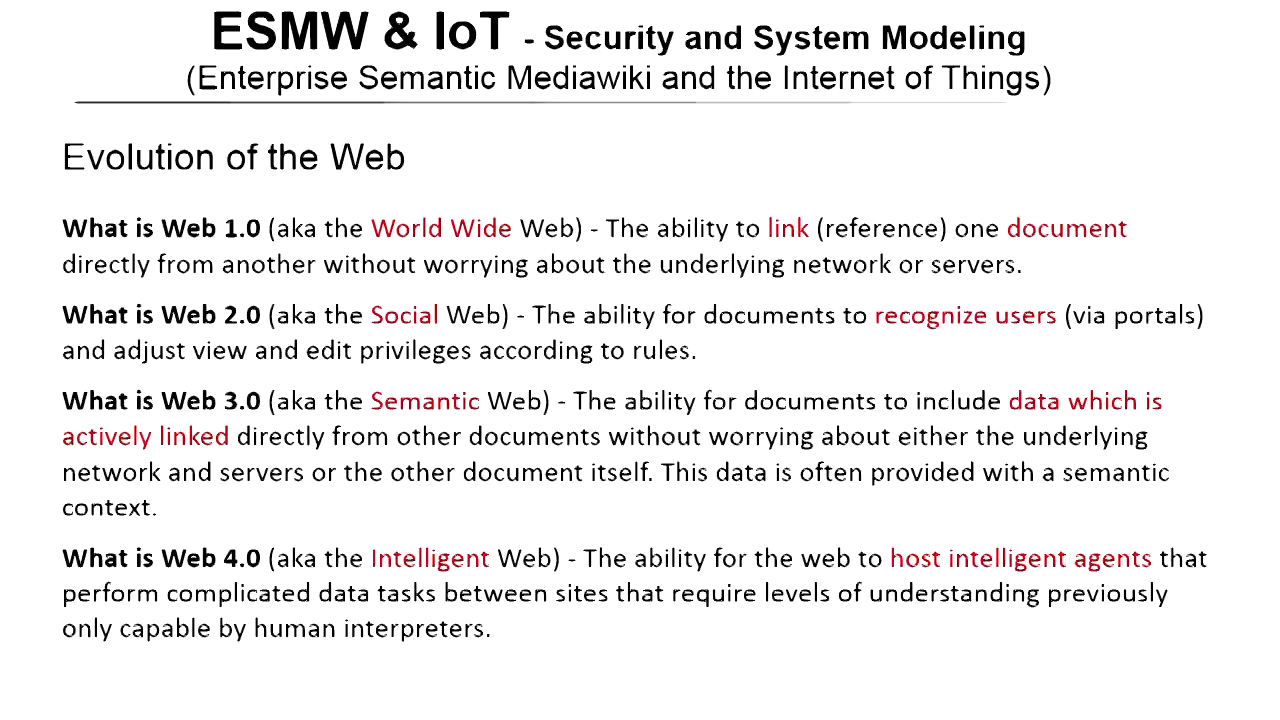 ESMW & IoT - Security and System Modeling
(Enterprise Semantic Mediawiki and the Internet of Things)
Evolution of the Web
What is Web 1.0 (aka the World Wide Web) - The ability to link (reference) one document
directly from another without worrying about the underlying network or servers.
What is Web 2.0 (aka the Social Web) - The ability for documents to recognize users (via portals)
and adjust view and edit privileges according to rules.
What is Web 3.0 (aka the Semantic Web) - The ability for documents to include data which is
actively linked directly from other documents without worrying about either the underlying
network and servers or the other document itself. This data is often provided with a semantic
context.
What is Web 4.0 (aka the Intelligent Web) - The ability for the web to host intelligent agents that
perform complicated data tasks between sites that require levels of understanding previously
only capable by human interpreters.